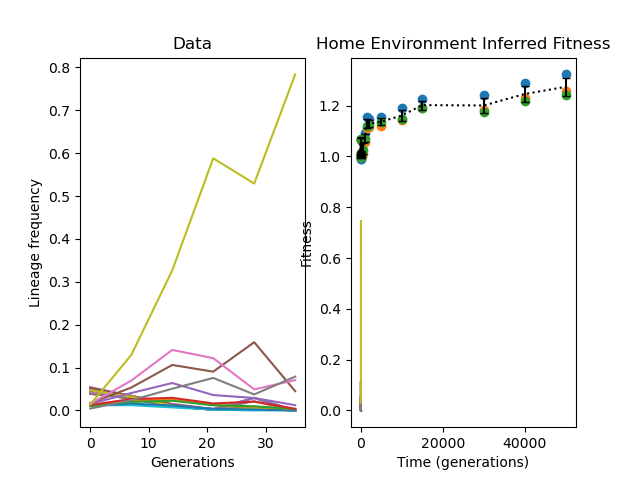 Data
Home Environment Inferred Fitness
Lineage frequency
0.8
0.7
0.6
0.5
0.4
0.3
0.2
0.1
0.0
0 10 20 30
Generations
Fitness
1.2
1.0
0.8
0.6
0.4
0.2
0.0
0 20000 40000
Time (generations)